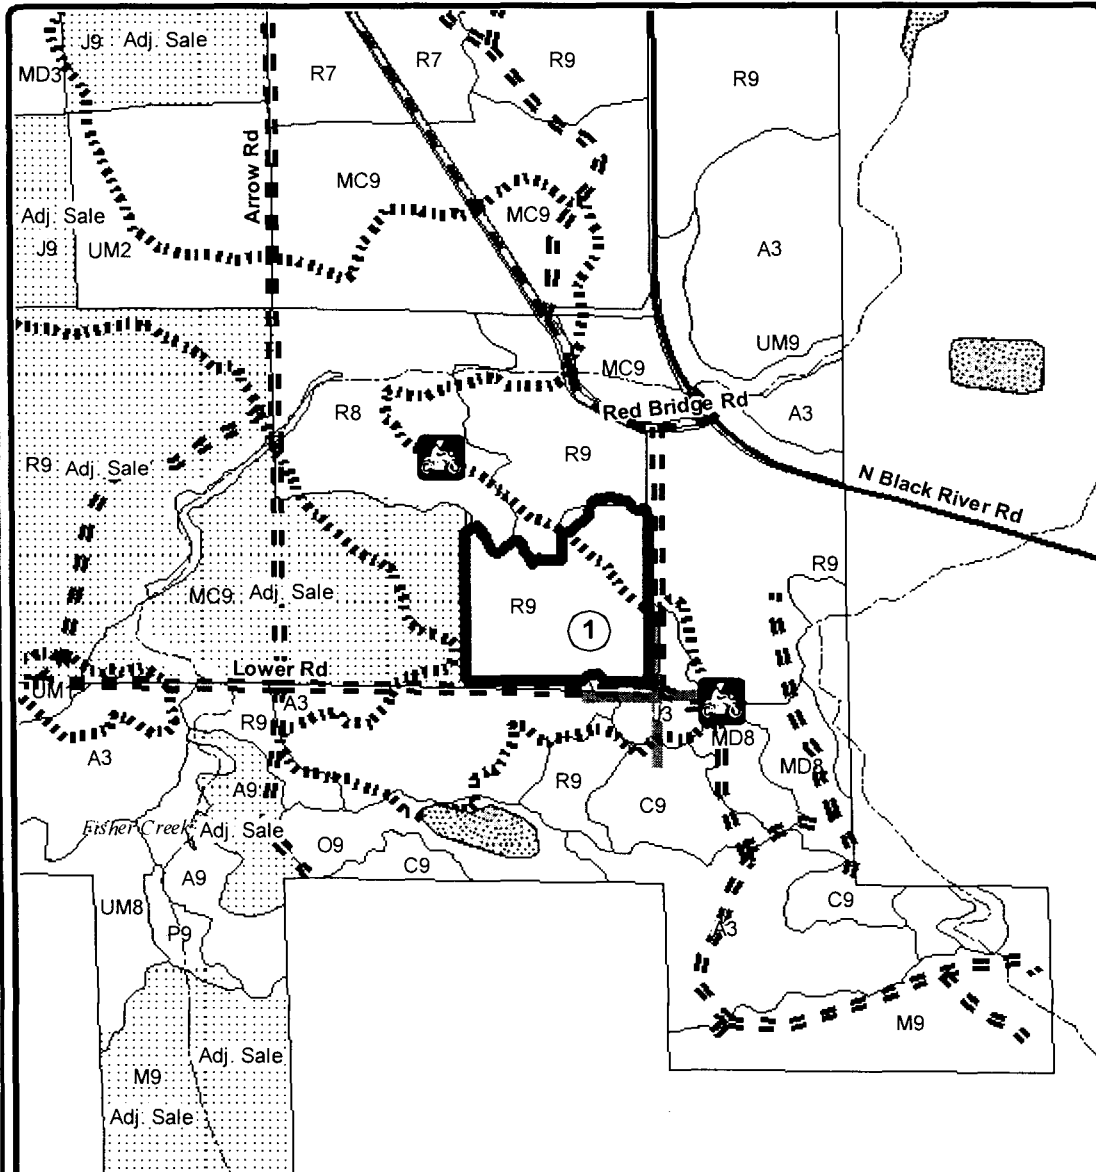 J9 Adj. Sale
MD3
R7
R7
R9
R9
Arrow Rd
MC9
MC9
Adj. Sale
J9
UM2
A3
UM9
MC9
Red Bridge Rd
A3
R8
R9
R9 Adj. Sale
N Black River Rd
R9
MC9 Adj. Sale
R9
1
Lower Rd
A3
R9
A3
MD8
MD8
R9
C9
A9
Fisher Creek
Adj. Sale
O9
C9
A9
UM8
P9
C9
A3
M9
Adj. Sale
M9
Adj. Sale